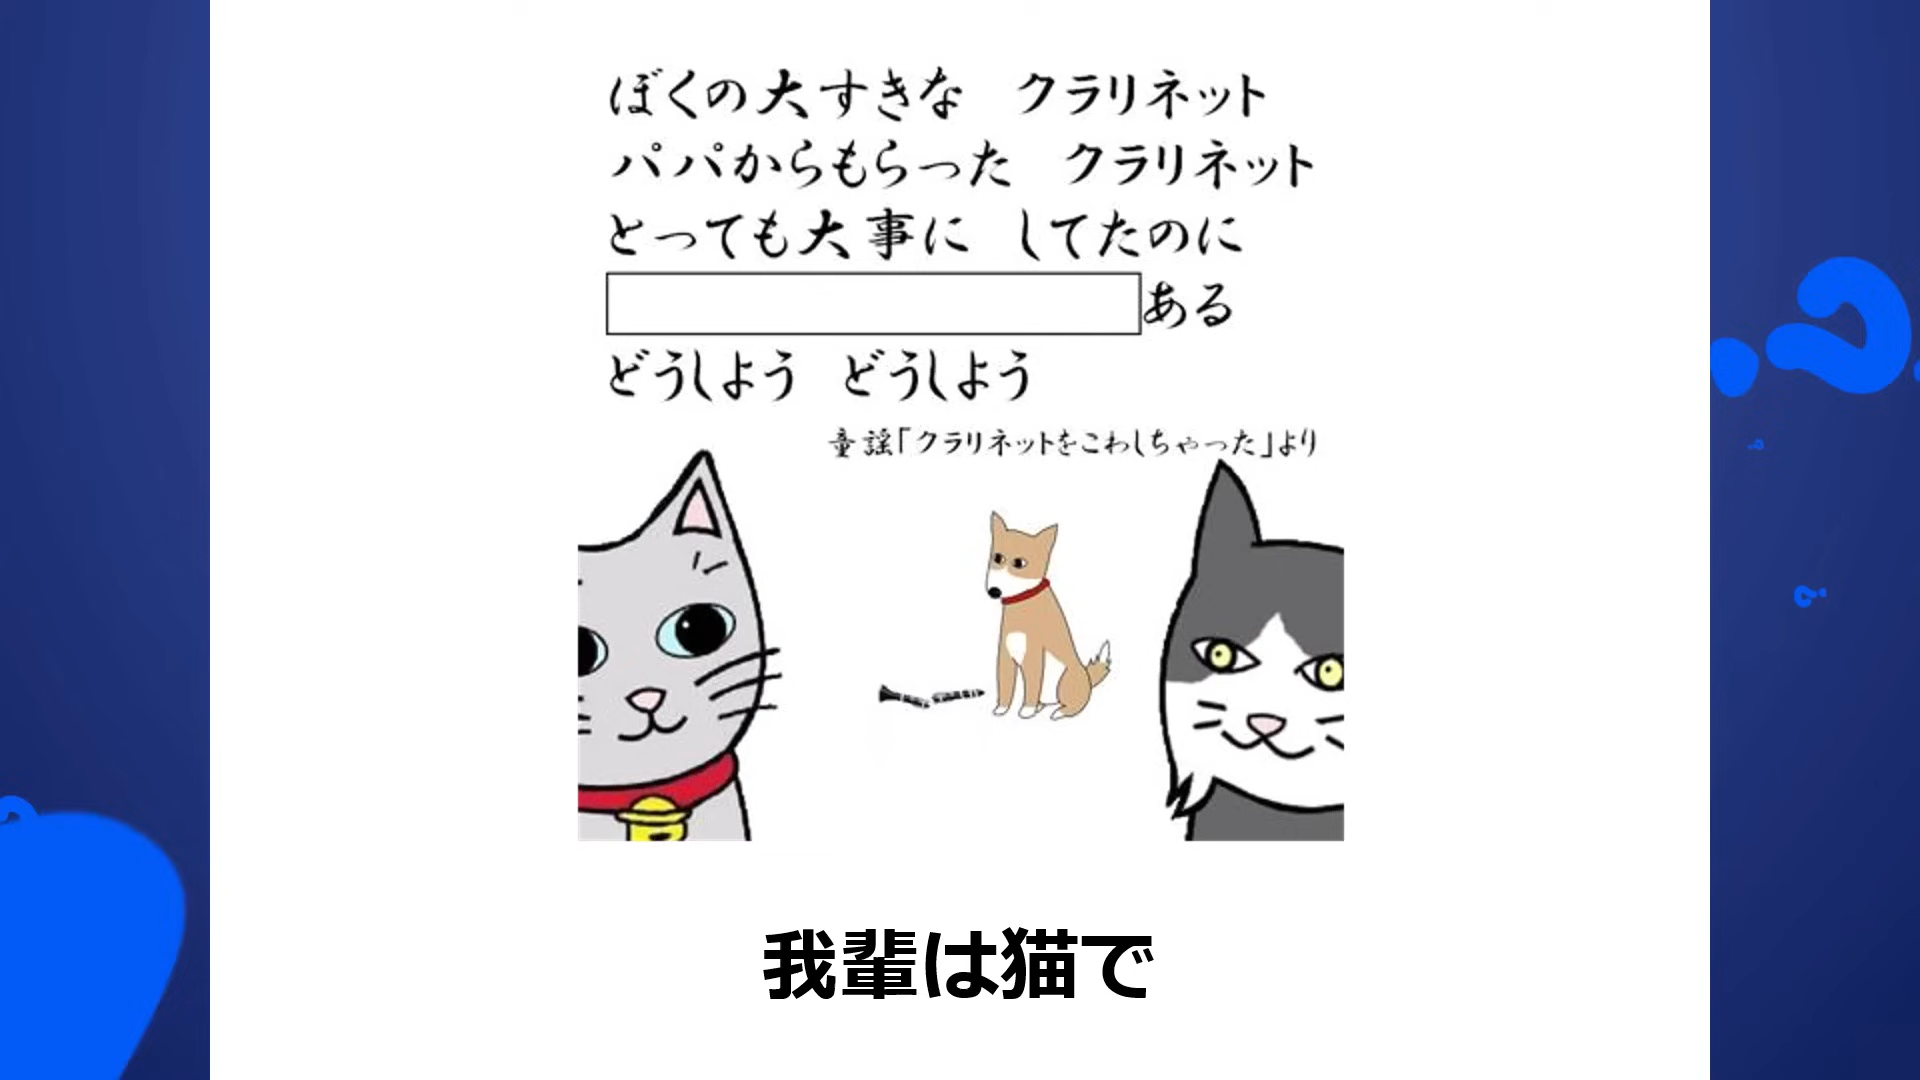 ぼくの大すきな　クラリネット
パパからもらった　クラリネット
とっても大事に　してたのに
ある
どうしよう　どうしよう
童謡「クラリネットをこわしちゃった」より
我輩は猫で